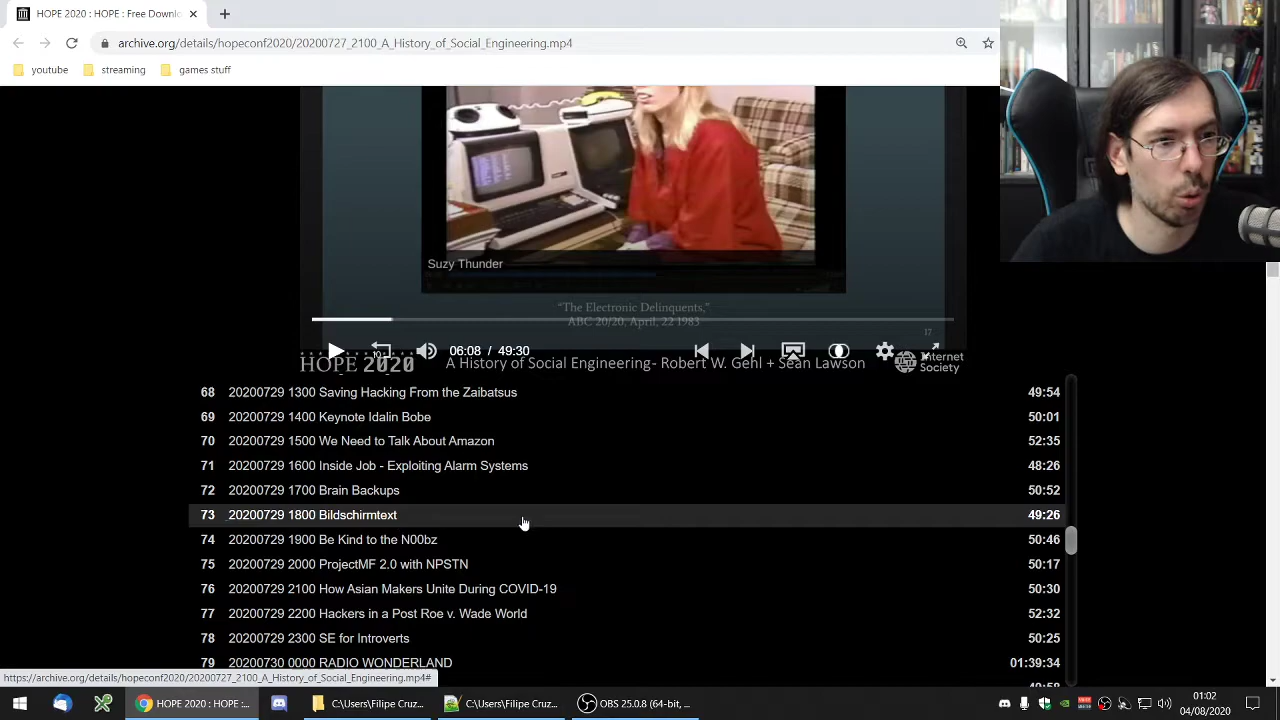 HOPE 2020 : HOPE : Free Downlo
archive.org/details/hopeconf2020/20200727_2100_A_History_of_Social_Engineering.mp4
youtube
streaming
games stuff
Suzy Thunder
"The Electronic Delinquents,"
ABC 20/20, April, 22 1983
17
10
06:08 / 49:30
HOPE 2020
A History of Social Engineering- Robert W. Gehl + Sean Lawson
Internet Society
68 20200729 1300 Saving Hacking From the Zaibatsus 49:54
69 20200729 1400 Keynote Idalin Bobe 50:01
70 20200729 1500 We Need to Talk About Amazon 52:35
71 20200729 1600 Inside Job - Exploiting Alarm Systems 48:26
72 20200729 1700 Brain Backups 50:52
73 20200729 1800 Bildschirmtext 49:26
74 20200729 1900 Be Kind to the N00bz 50:46
75 20200729 2000 ProjectMF 2.0 with NPSTN 50:17
76 20200729 2100 How Asian Makers Unite During COVID-19 50:30
77 20200729 2200 Hackers in a Post Roe v. Wade World 52:32
78 20200729 2300 SE for Introverts 50:25
79 20200730 0000 RADIO WONDERLAND 01:39:34
https://archive.org/details/hopeconf2020/20200727_2100_A_History_of_Social_Engineering.mp4#
HOPE 2020 : HOPE :...
C:\Users\Filipe Cruz...
C:\Users\Filipe Cruz...
OBS 25.0.8 (64-bit, ...
01:02
04/08/2020